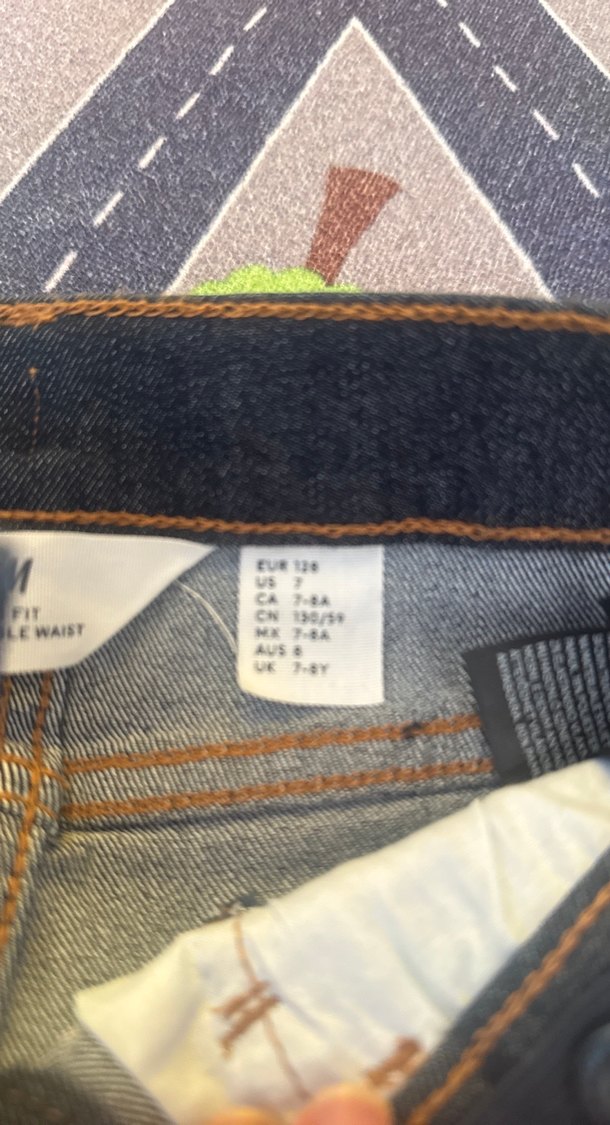 M
FIT
LE WAIST
EUR 128
US 7
CA 7-8A
CN 130/59
MX 7-8A
AUS 8
UK 7-8Y